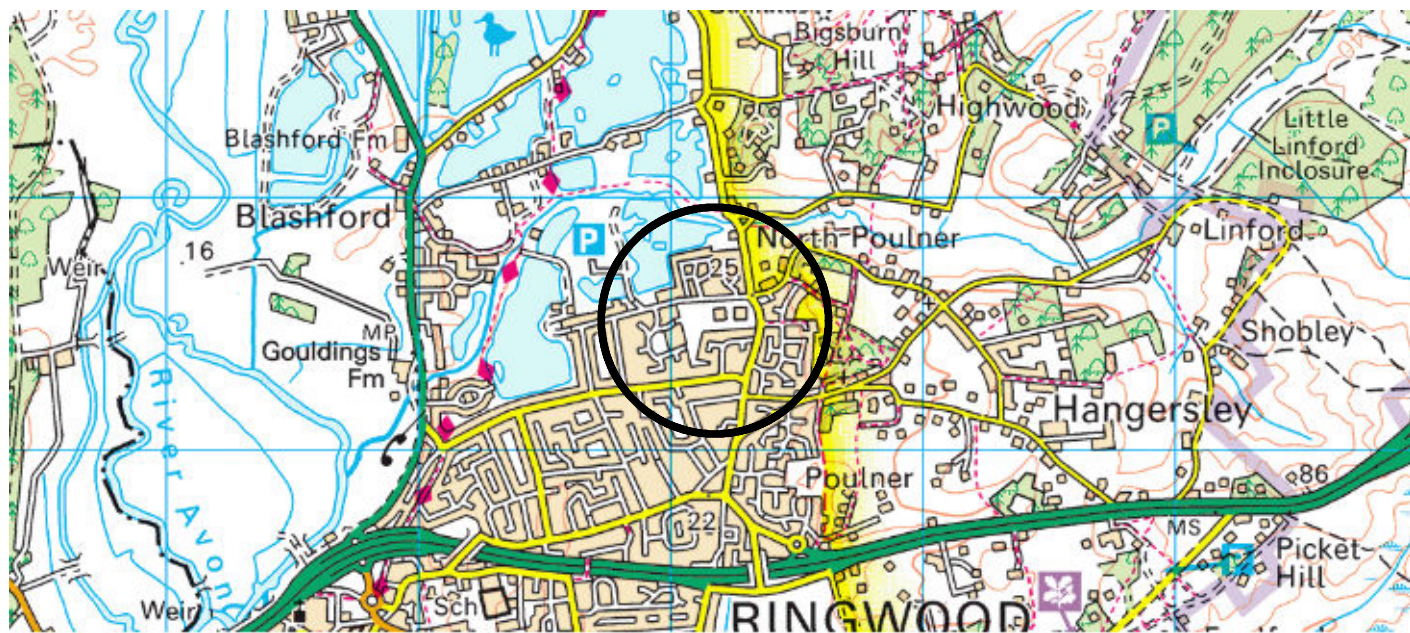 Bigsburn
Hill
Highwood
P
Little
Linford
Inclosure
Blashford Fm
Blashford
.16
Weir
P
North Poulner
25
Linford
MP
Gouldings
Fm
Shobley
Hangersley
River Avon
Poulner
86
22
MS
Picket
Hill
Weir
Sch
RINGWOOD